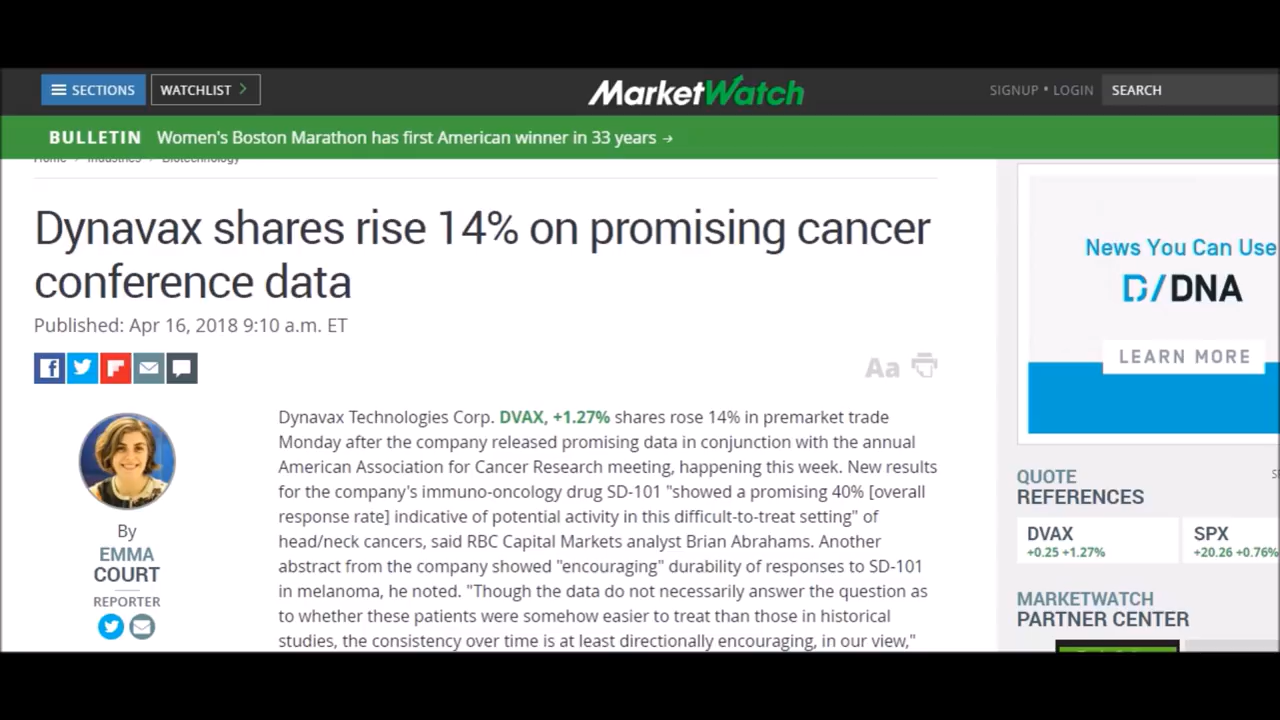 SECTIONS
WATCHLIST
MarketWatch
SIGNUP • LOGIN
SEARCH
BULLETIN Women's Boston Marathon has first American winner in 33 years →
Home Industries Biotechnology
Dynavax shares rise 14% on promising cancer
conference data
Published: Apr 16, 2018 9:10 a.m. ET
Aa
By
EMMA
COURT
REPORTER
Dynavax Technologies Corp. DVAX, +1.27% shares rose 14% in premarket trade
Monday after the company released promising data in conjunction with the annual
American Association for Cancer Research meeting, happening this week. New results
for the company's immuno-oncology drug SD-101 "showed a promising 40% [overall
response rate] indicative of potential activity in this difficult-to-treat setting" of
head/neck cancers, said RBC Capital Markets analyst Brian Abrahams. Another
abstract from the company showed "encouraging" durability of responses to SD-101
in melanoma, he noted. "Though the data do not necessarily answer the question as
to whether these patients were somehow easier to treat than those in historical
studies, the consistency over time is at least directionally encouraging, in our view,"
News You Can Use
D/DNA
LEARN MORE
QUOTE
REFERENCES
DVAX
+0.25 +1.27%
SPX
+20.26 +0.76%
MARKETWATCH
PARTNER CENTER